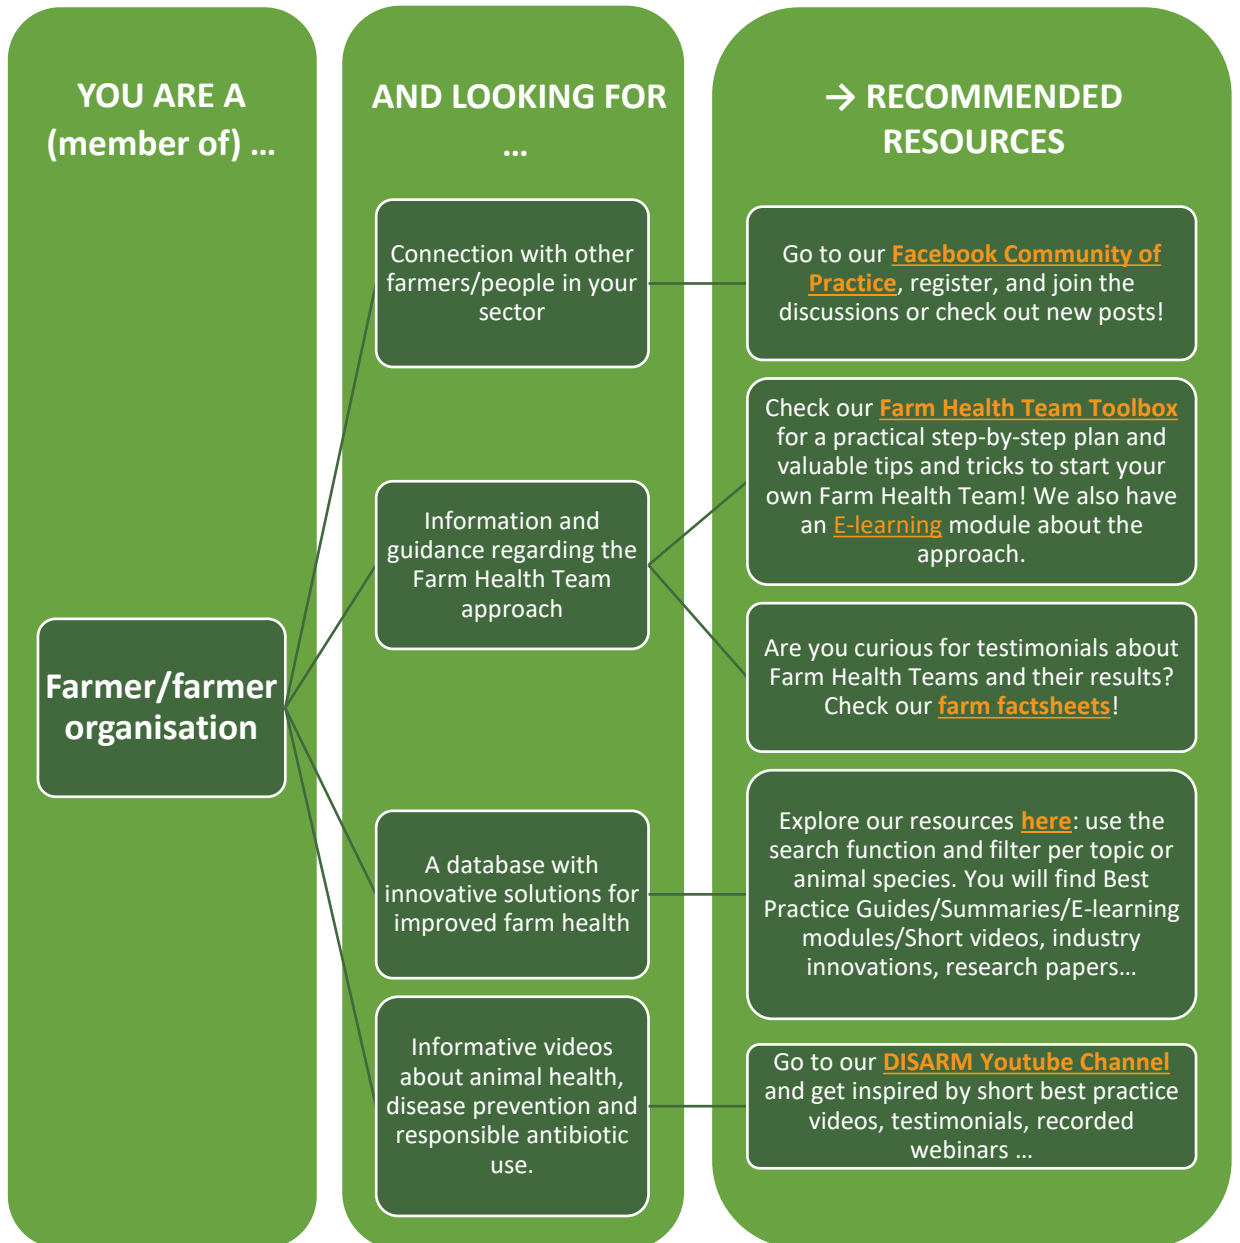 YOU ARE A
(member of) …
AND LOOKING FOR
…
→ RECOMMENDED
RESOURCES
Farmer/farmer
organisation
Connection with other
farmers/people in your
sector
Go to our Facebook Community of
Practice, register, and join the
discussions or check out new posts!
Information and
guidance regarding the
Farm Health Team
approach
Check our Farm Health Team Toolbox
for a practical step-by-step plan and
valuable tips and tricks to start your
own Farm Health Team! We also have
an E-learning module about the
approach.
Are you curious for testimonials about
Farm Health Teams and their results?
Check our farm factsheets!
A database with
innovative solutions for
improved farm health
Explore our resources here: use the
search function and filter per topic or
animal species. You will find Best
Practice Guides/Summaries/E-learning
modules/Short videos, industry
innovations, research papers…
Informative videos
about animal health,
disease prevention and
responsible antibiotic
use.
Go to our DISARM Youtube Channel
and get inspired by short best practice
videos, testimonials, recorded
webinars …